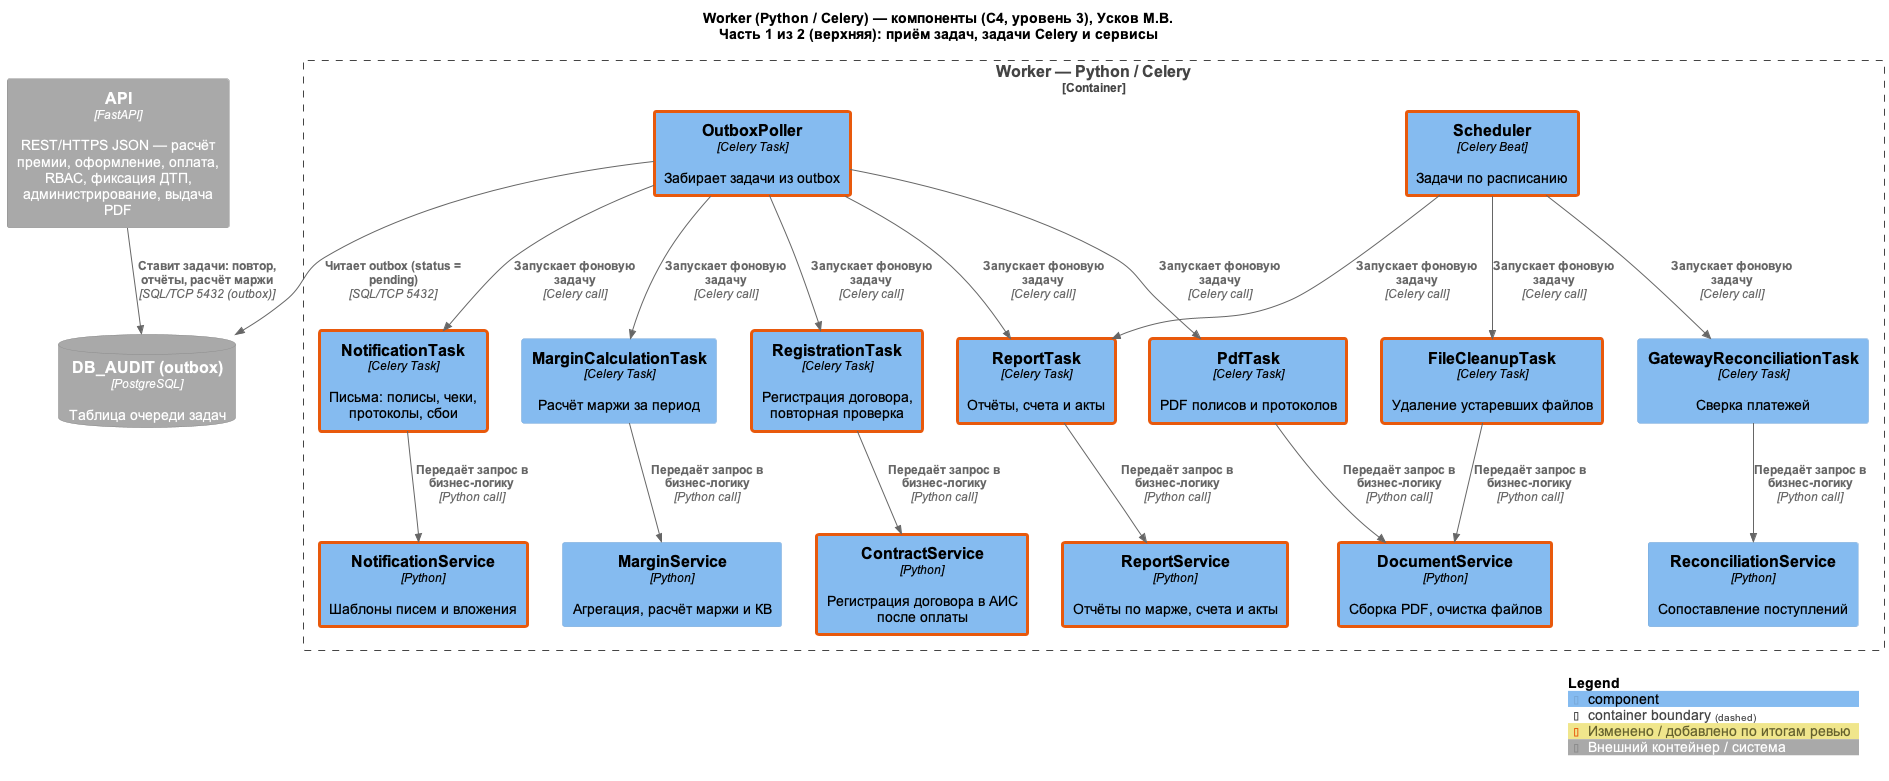 Worker (Python / Celery) — компоненты (C4, уровень 3), Усков М.В.
Часть 1 из 2 (верхняя): приём задач, задачи Celery и сервисы
Worker — Python / Celery
[Container]
API
[FastAPI]
REST/HTTPS JSON — расчёт
премии, оформление, оплата,
RBAC, фиксация ДТП,
администрирование, выдача
PDF
OutboxPoller
[Celery Task]
Забирает задачи из outbox
Scheduler
[Celery Beat]
Задачи по расписанию
Ставит задачи: повтор,
отчёты, расчёт маржи
[SQL/TCP 5432 (outbox)]
Читает outbox (status =
pending)
[SQL/TCP 5432]
Запускает фоновую
задачу
[Celery call]
Запускает фоновую
задачу
[Celery call]
Запускает фоновую
задачу
[Celery call]
Запускает фоновую
задачу
[Celery call]
Запускает фоновую
задачу
[Celery call]
Запускает фоновую
задачу
[Celery call]
Запускает фоновую
задачу
[Celery call]
Запускает фоновую
задачу
[Celery call]
DB_AUDIT (outbox)
[PostgreSQL]
Таблица очереди задач
NotificationTask
[Celery Task]
Письма: полисы, чеки,
протоколы, сбои
MarginCalculationTask
[Celery Task]
Расчёт маржи за период
RegistrationTask
[Celery Task]
Регистрация договора,
повторная проверка
ReportTask
[Celery Task]
Отчёты, счета и акты
PdfTask
[Celery Task]
PDF полисов и протоколов
FileCleanupTask
[Celery Task]
Удаление устаревших файлов
GatewayReconciliationTask
[Celery Task]
Сверка платежей
Передаёт запрос в
бизнес-логику
[Python call]
Передаёт запрос в
бизнес-логику
[Python call]
Передаёт запрос в
бизнес-логику
[Python call]
Передаёт запрос в
бизнес-логику
[Python call]
Передаёт запрос в
бизнес-логику
[Python call]
Передаёт запрос в
бизнес-логику
[Python call]
Передаёт запрос в
бизнес-логику
[Python call]
NotificationService
[Python]
Шаблоны писем и вложения
MarginService
[Python]
Агрегация, расчёт маржи и КВ
ContractService
[Python]
Регистрация договора в АИС
после оплаты
ReportService
[Python]
Отчёты по марже, счета и акты
DocumentService
[Python]
Сборка PDF, очистка файлов
ReconciliationService
[Python]
Сопоставление поступлений
Legend
component
container boundary (dashed)
Изменено / добавлено по итогам ревью
Внешний контейнер / система